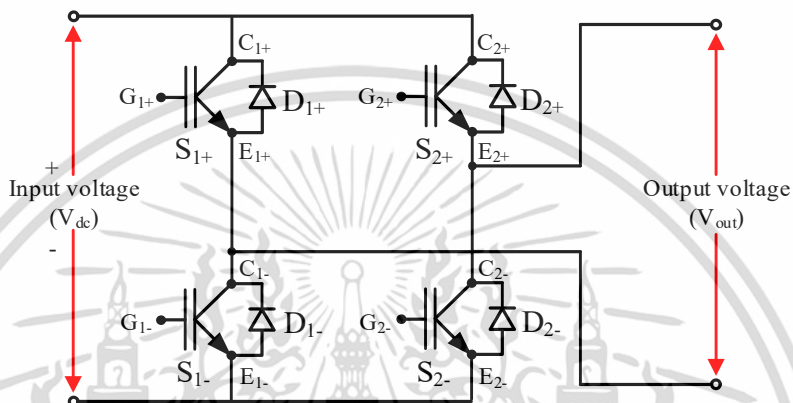 C1+
C2+
G1+
D1+
G2+
D2+
S1+
E1+
S2+
E2+
+
Input voltage
(Vdc)
-
Output voltage
(Vout)
C1-
C2-
G1-
D1-
G2-
D2-
S1-
E1-
S2-
E2-